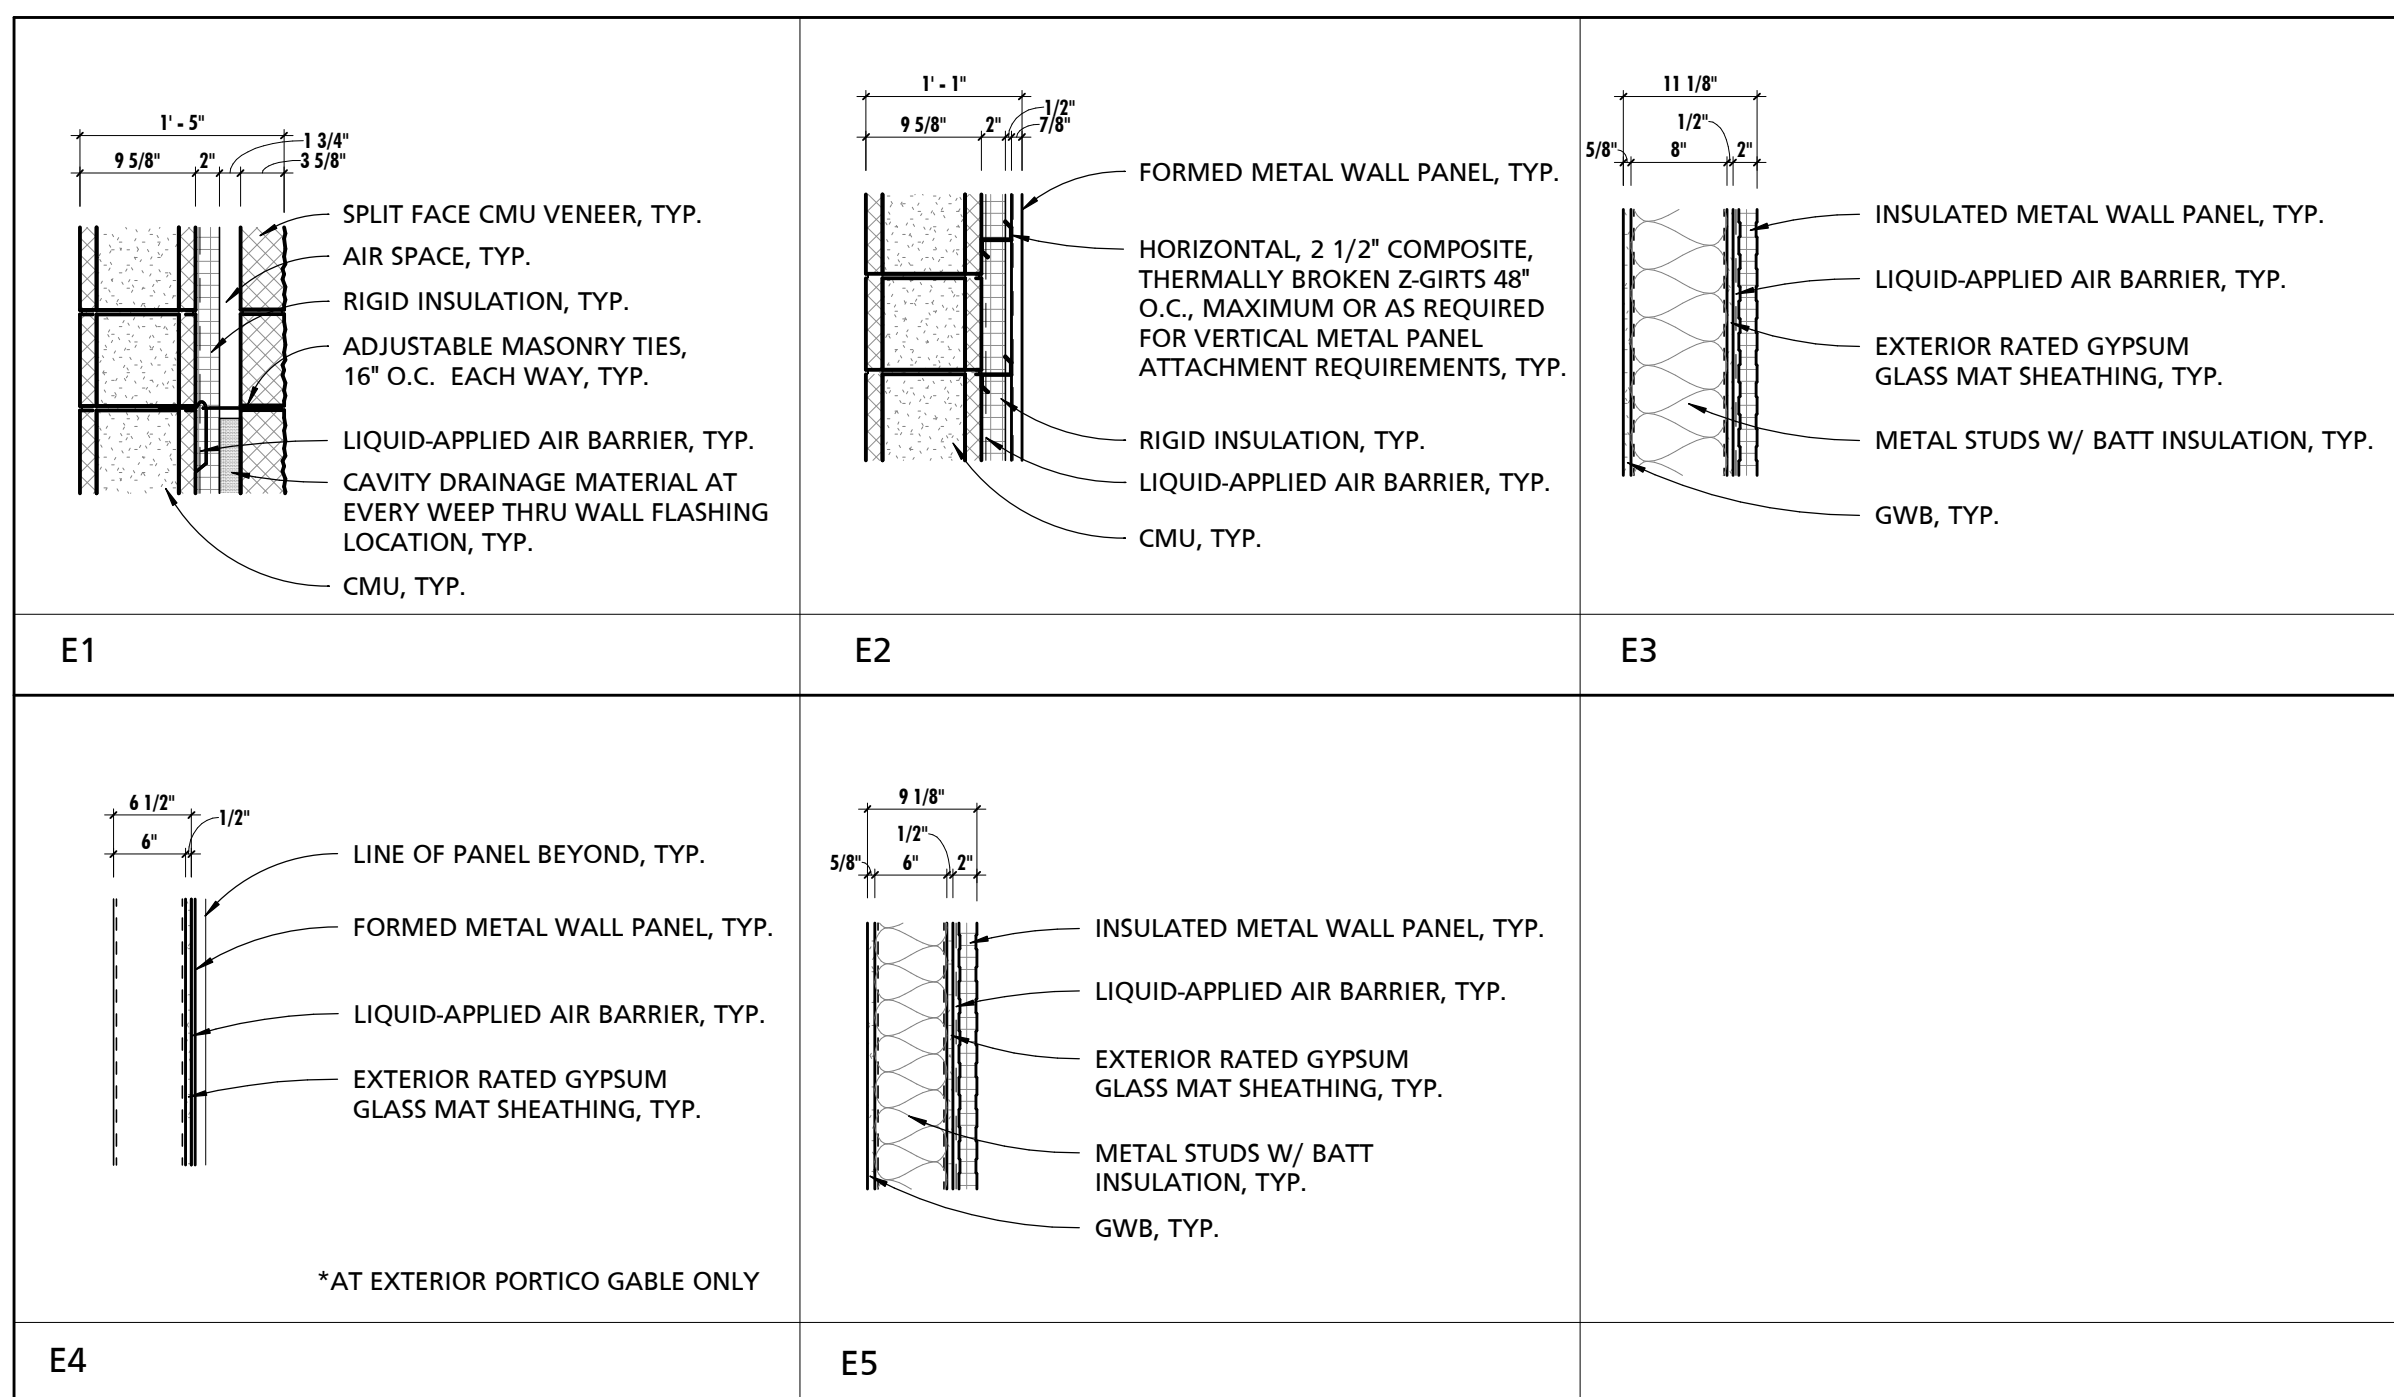 1' - 5"
1 3/4"
9 5/8"
2"
3 5/8"
SPLIT FACE CMU VENEER, TYP.
AIR SPACE, TYP.
RIGID INSULATION, TYP.
ADJUSTABLE MASONRY TIES,
16" O.C. EACH WAY, TYP.
LIQUID-APPLIED AIR BARRIER, TYP.
CAVITY DRAINAGE MATERIAL AT
EVERY WEEP THRU WALL FLASHING
LOCATION, TYP.
CMU, TYP.
E1
1' - 1"
1/2"
9 5/8"
2"
7/8"
FORMED METAL WALL PANEL, TYP.
HORIZONTAL, 2 1/2" COMPOSITE,
THERMALLY BROKEN Z-GIRTS 48"
O.C., MAXIMUM OR AS REQUIRED
FOR VERTICAL METAL PANEL
ATTACHMENT REQUIREMENTS, TYP.
RIGID INSULATION, TYP.
LIQUID-APPLIED AIR BARRIER, TYP.
CMU, TYP.
E2
11 1/8"
1/2"
5/8"
8"
2"
INSULATED METAL WALL PANEL, TYP.
LIQUID-APPLIED AIR BARRIER, TYP.
EXTERIOR RATED GYPSUM
GLASS MAT SHEATHING, TYP.
METAL STUDS W/ BATT INSULATION, TYP.
GWB, TYP.
E3
6 1/2"
1/2"
6"
LINE OF PANEL BEYOND, TYP.
FORMED METAL WALL PANEL, TYP.
LIQUID-APPLIED AIR BARRIER, TYP.
EXTERIOR RATED GYPSUM
GLASS MAT SHEATHING, TYP.
*AT EXTERIOR PORTICO GABLE ONLY
E4
9 1/8"
1/2"
5/8"
6"
2"
INSULATED METAL WALL PANEL, TYP.
LIQUID-APPLIED AIR BARRIER, TYP.
EXTERIOR RATED GYPSUM
GLASS MAT SHEATHING, TYP.
METAL STUDS W/ BATT
INSULATION, TYP.
GWB, TYP.
E5